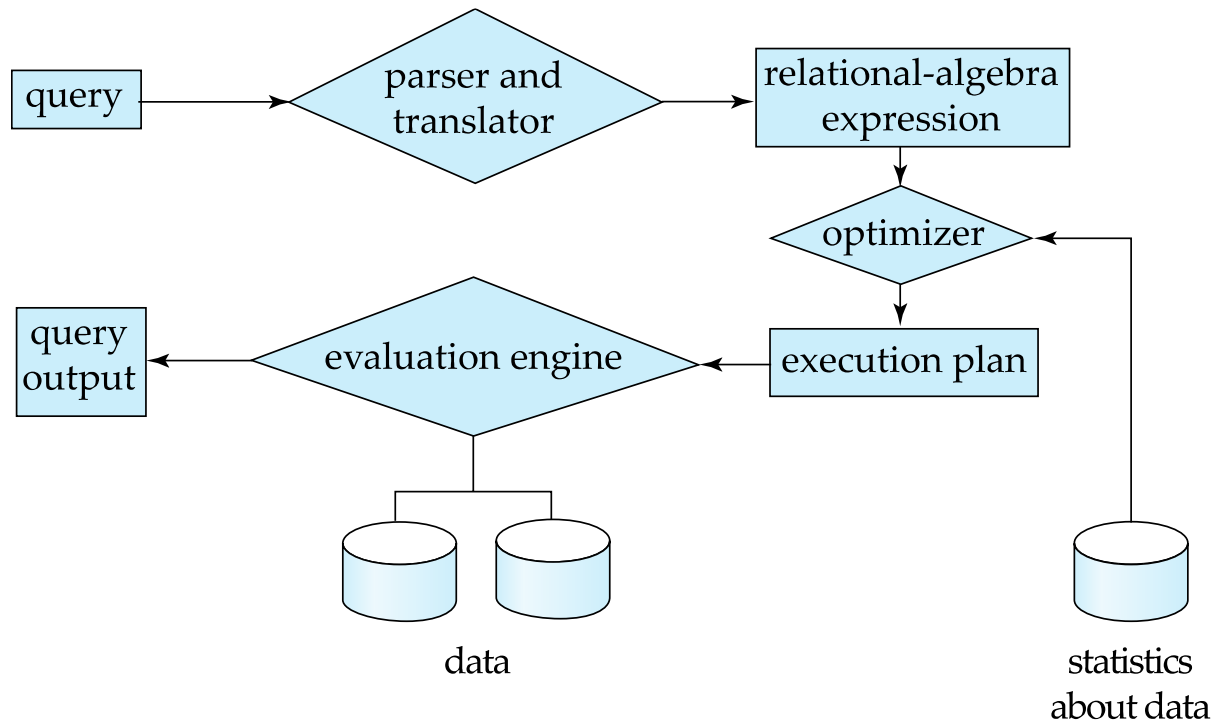 query
parser and
translator
relational-algebra
expression
optimizer
query
output
evaluation engine
execution plan
data
statistics
about data